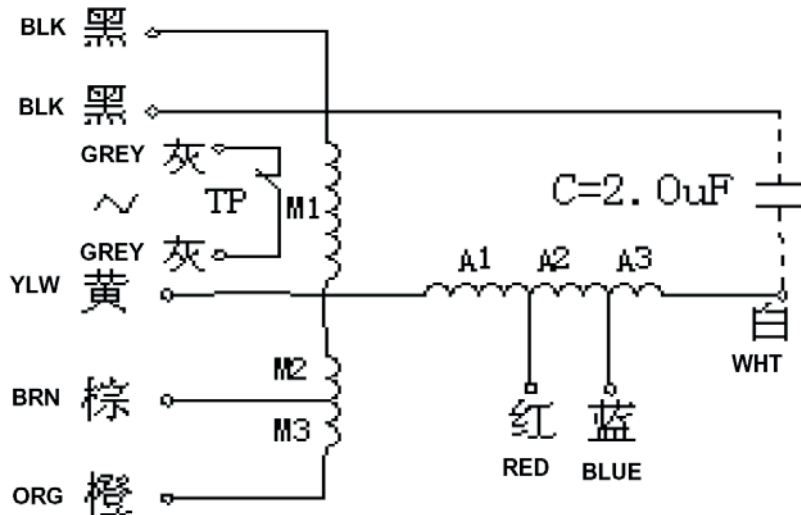 BLK 黑
BLK 黑
GREY 灰
TP
M1
C=2.0uF
GREY 灰
YLW 黄
A1 A2 A3
白
WHT
M2
BRN 棕
M3
红 蓝
RED BLUE
ORG 橙